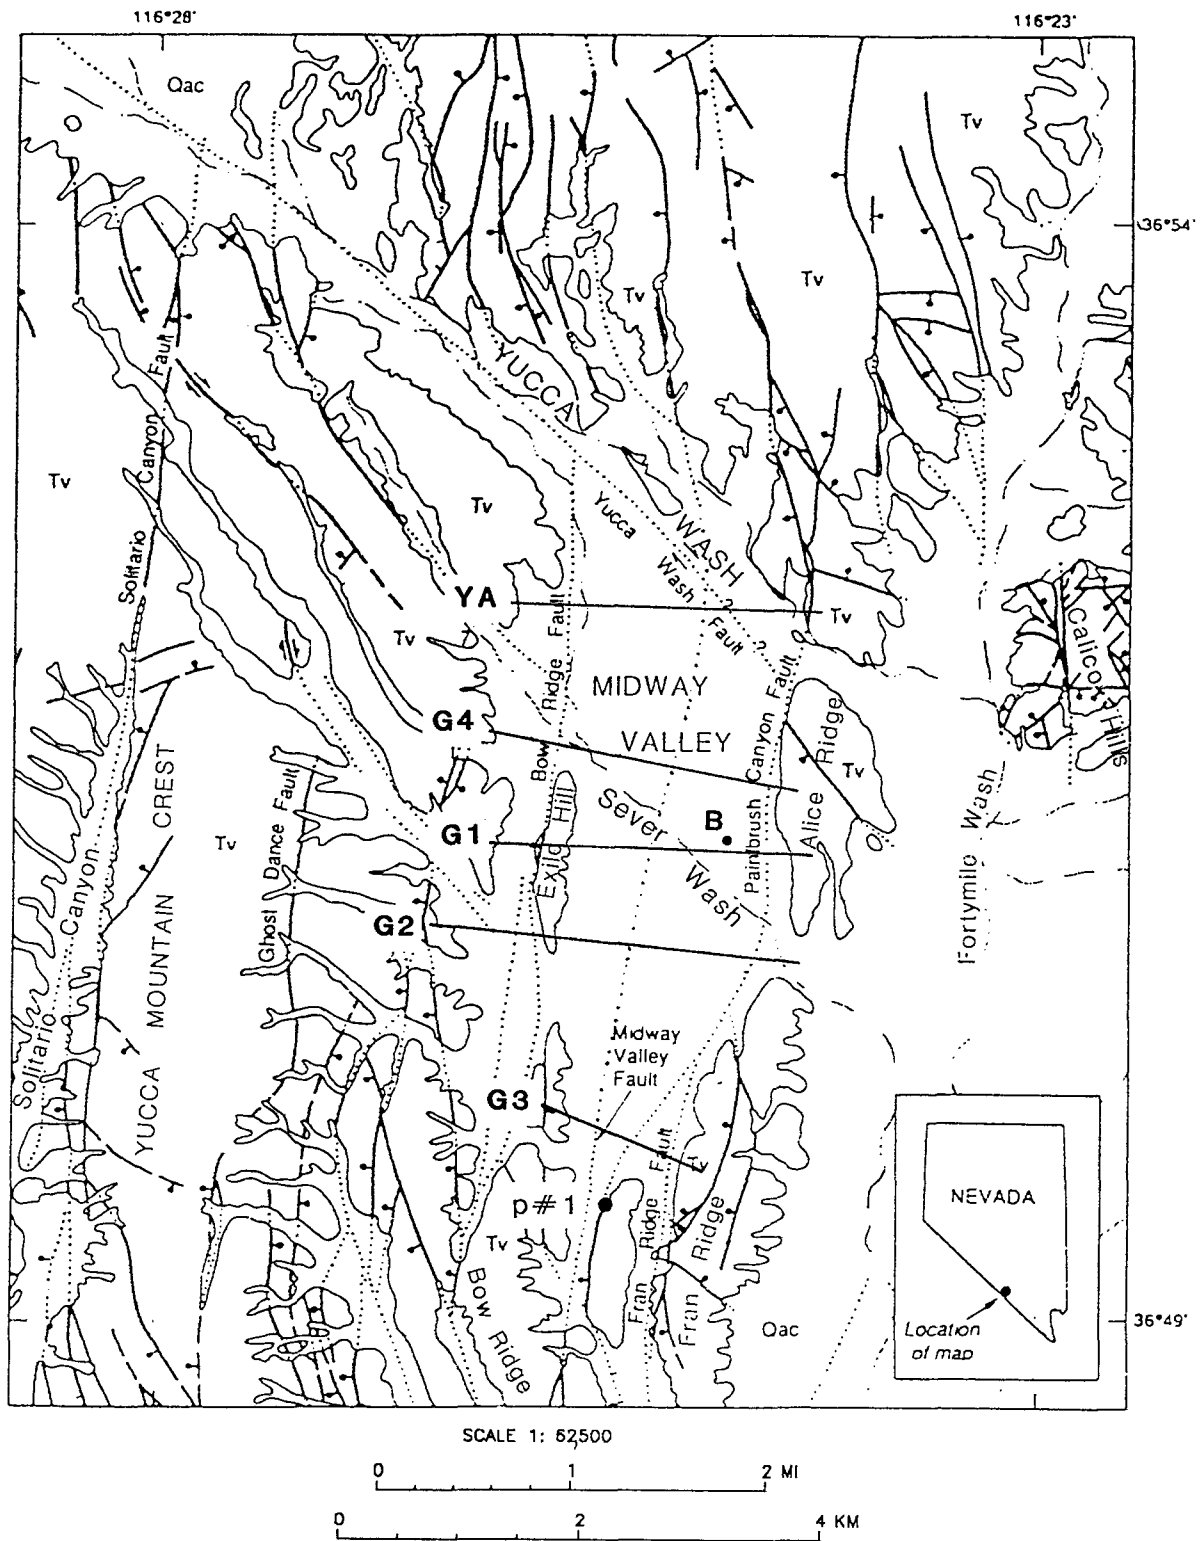 116°28'
116°23'
Qac
Tv
36°54'
Tv
Tv
YUCCA
Solitario Canyon Fault
Tv
Tv
Yucca Wash Fault
WASH
?
?
YA
Tv
Tv
Bow Ridge Fault
MIDWAY
VALLEY
Calico Hills
G4
Paintbrush Canyon Fault
Alice Ridge
Tv
Sever Wash
B
G1
Exile Hill
Ghost Dance Fault
Tv
YUCCA MOUNTAIN CREST
Solitario Canyon
Fortymile Wash
G2
Midway
Valley
Fault
G3
p#1
Tv
Bow Ridge
Fran Ridge Fault
Fran Ridge
Qac
NEVADA
Location
of map
36°49'
SCALE 1: 62500
0 1 2 MI
0 2 4 KM